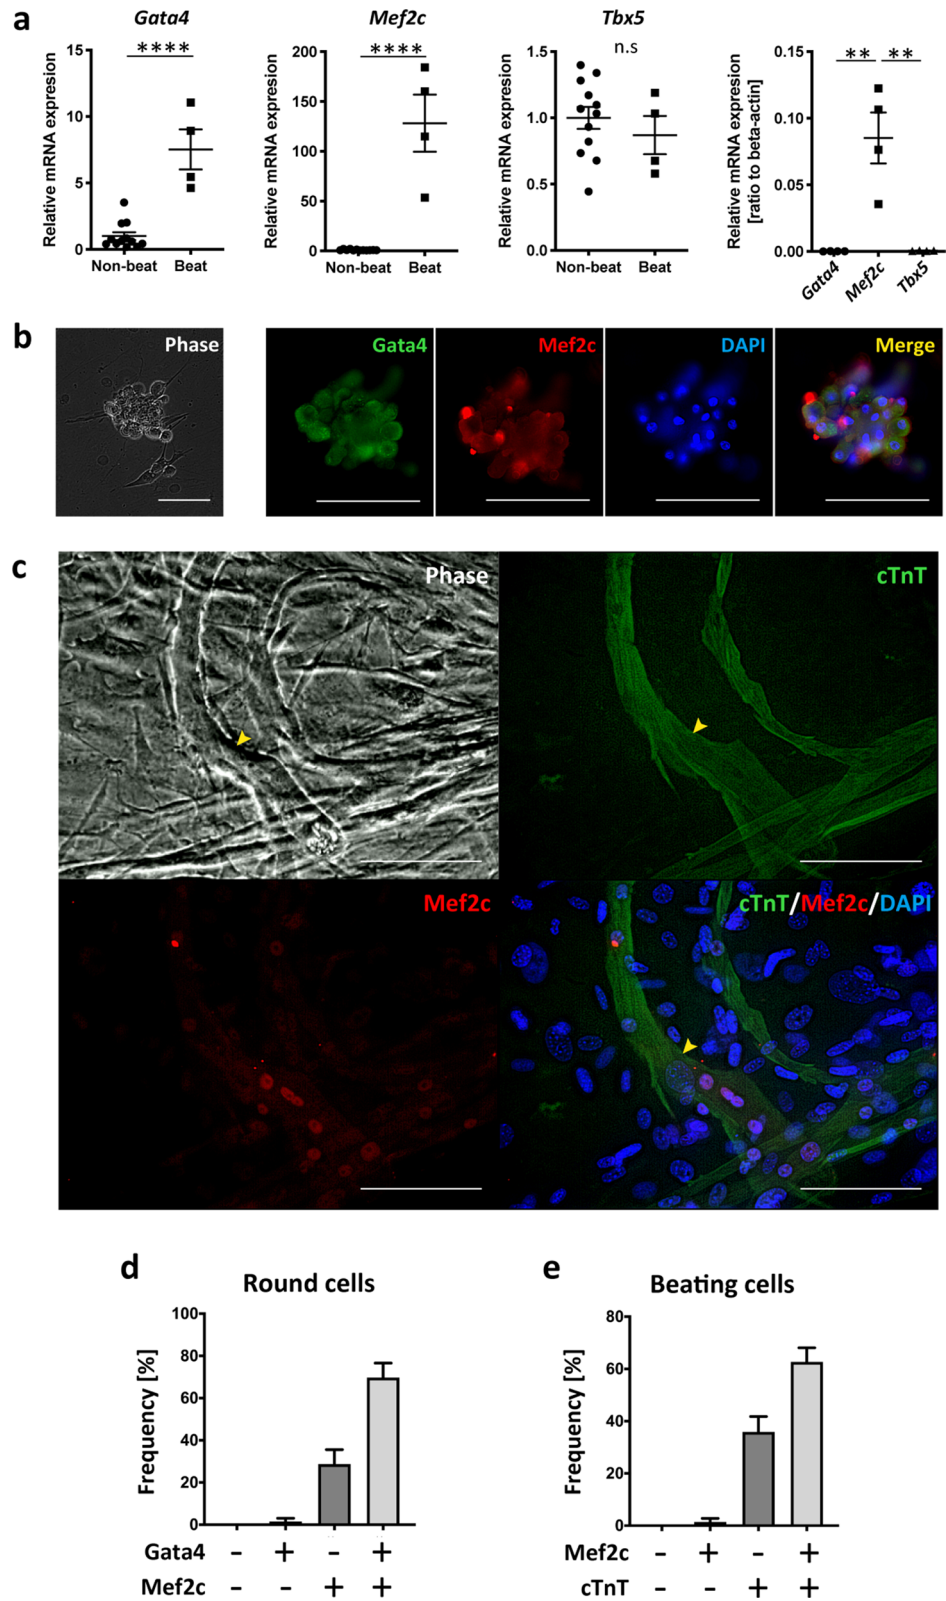 a
Gata4
Relative mRNA expresion
15
10
5
0
****
Non-beat
Beat
Mef2c
Relative mRNA expresion
200
150
100
50
0
****
Non-beat
Beat
Tbx5
Relative mRNA expresion
1.5
1.0
0.5
0.0
n.s
Non-beat
Beat
Relative mRNA expresion
[ratio to beta-actin]
0.15
0.10
0.05
0.00
** **
Gata4
Mef2c
Tbx5
b
Phase
Gata4
Mef2c
DAPI
Merge
c
Phase
cTnT
Mef2c
cTnT/Mef2c/DAPI
d
Round cells
Frequency [%]
100
80
60
40
20
0
Gata4 - + - +
Mef2c - - + +
e
Beating cells
Frequency [%]
80
60
40
20
0
Mef2c - + - +
cTnT - - + +